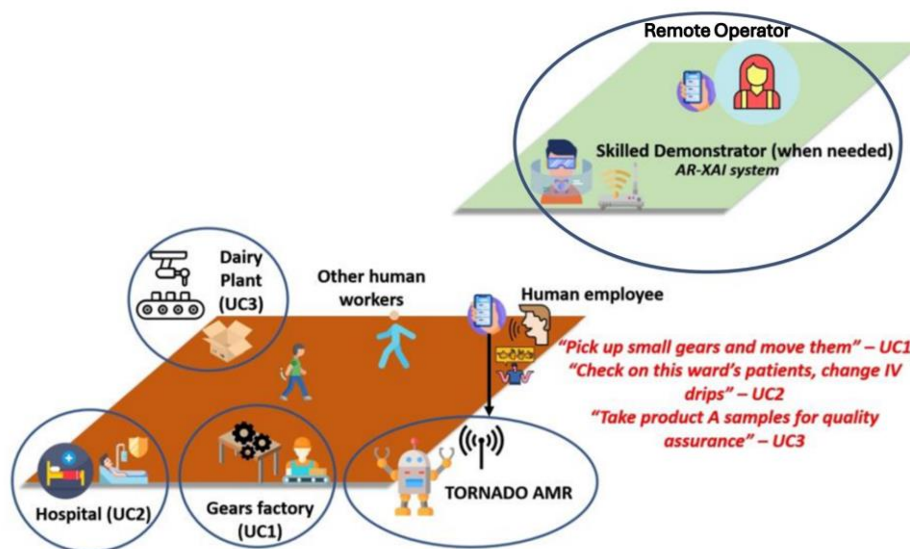 Remote Operator
Skilled Demonstrator (when needed)
AR-XAI system
Dairy
Plant
(UC3)
Other human
workers
Human employee
“Pick up small gears and move them” – UC1
“Check on this ward’s patients, change IV
drips” – UC2
“Take product A samples for quality
assurance” – UC3
Hospital (UC2)
Gears factory
(UC1)
TORNADO AMR